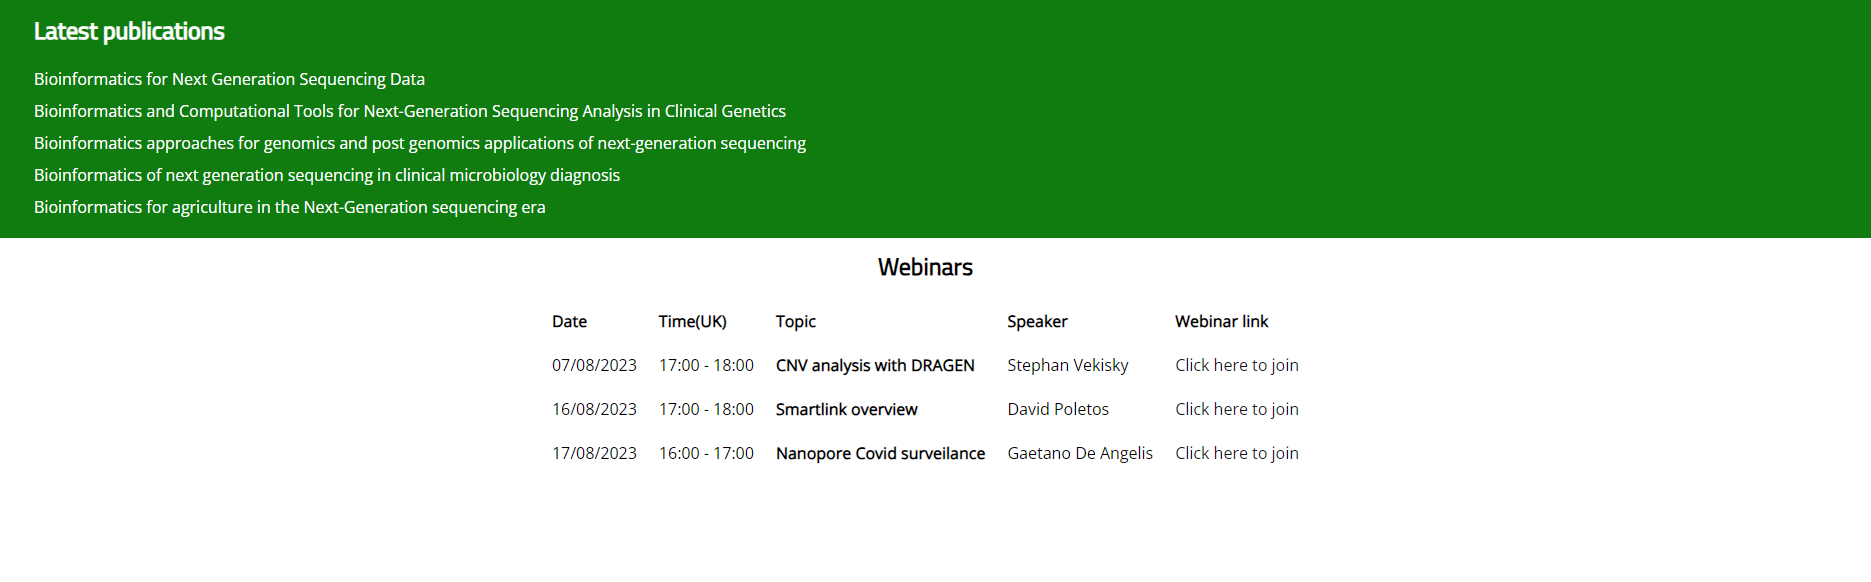 Latest publications
Bioinformatics for Next Generation Sequencing Data
Bioinformatics and Computational Tools for Next-Generation Sequencing Analysis in Clinical Genetics
Bioinformatics approaches for genomics and post genomics applications of next-generation sequencing
Bioinformatics of next generation sequencing in clinical microbiology diagnosis
Bioinformatics for agriculture in the Next-Generation sequencing era
Webinars
Date Time(UK) Topic Speaker Webinar link
07/08/2023 17:00 - 18:00 CNV analysis with DRAGEN Stephan Vekisky Click here to join
16/08/2023 17:00 - 18:00 Smartlink overview David Poletos Click here to join
17/08/2023 16:00 - 17:00 Nanopore Covid surveilance Gaetano De Angelis Click here to join